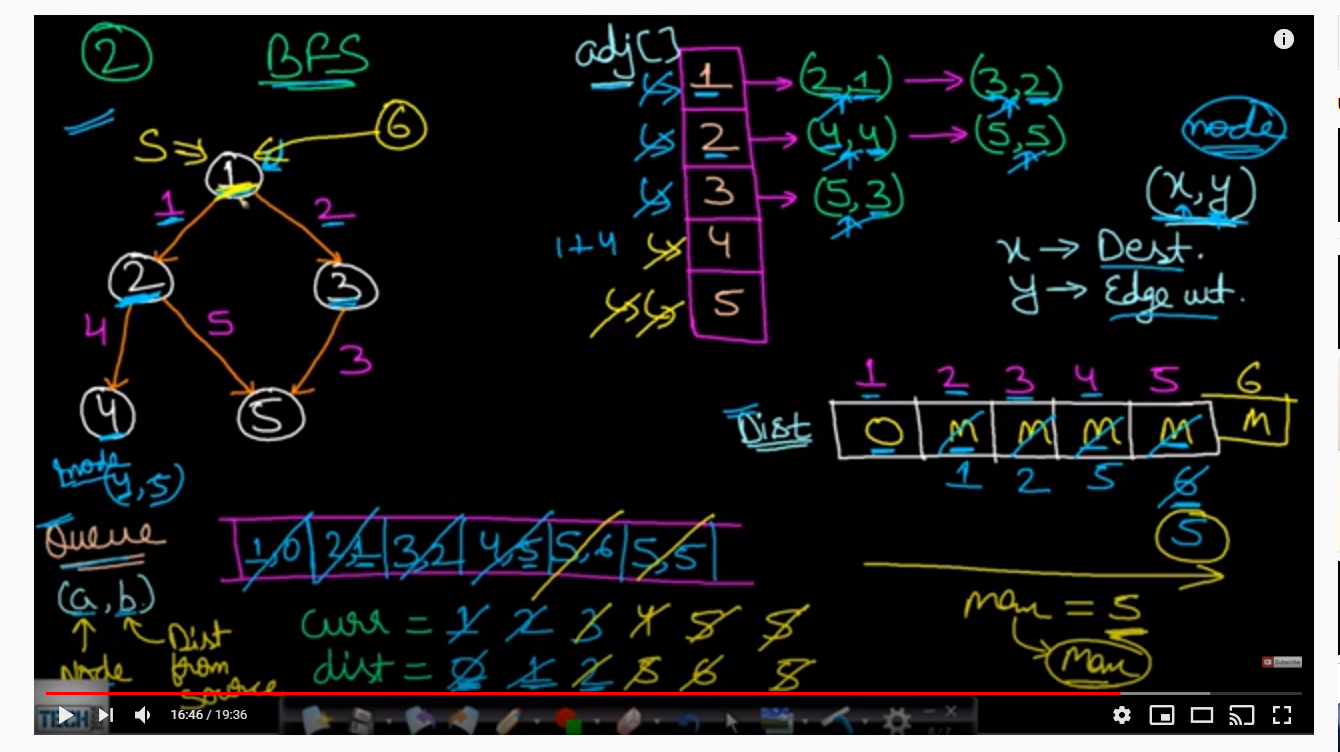 2 BFS
S 6
1
1 2
2 3
4 5 3
4 5
node
(4,5)
adj[]
1 (2,1) (3,2)
2 (4,4) (5,5)
3 (5,3)
1+4 4
5
node
(x,y)
x → Dest.
y → Edge wt.
1 2 3 4 5 6
Dist 0 M M M M M
1 2 5 6
5
Queue 1,0 2,1 3,2 4,5 5,6 5,5
(a,b)
Node
Dist from source
curr = 1 2 3 4 5 5
dist = 0 1 2 5 6 5
max = 5
max
Subscribe
TECH
16:46 / 19:36